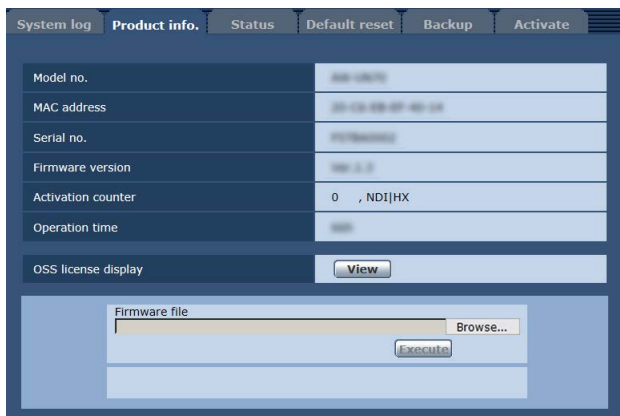 System log Product info. Status Default reset Backup Activate
Model no.
MAC address
Serial no.
Firmware version
Activation counter 0 , NDI|HX
Operation time
OSS license display View
Firmware file
Browse...
Execute